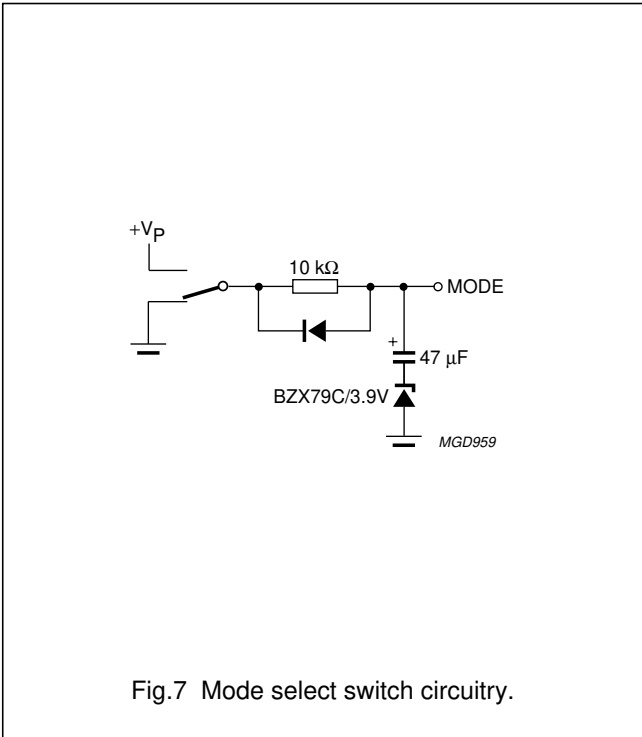 +VP
10 kΩ
MODE
+
47 μF
BZX79C/3.9V
MGD959
Fig.7 Mode select switch circuitry.